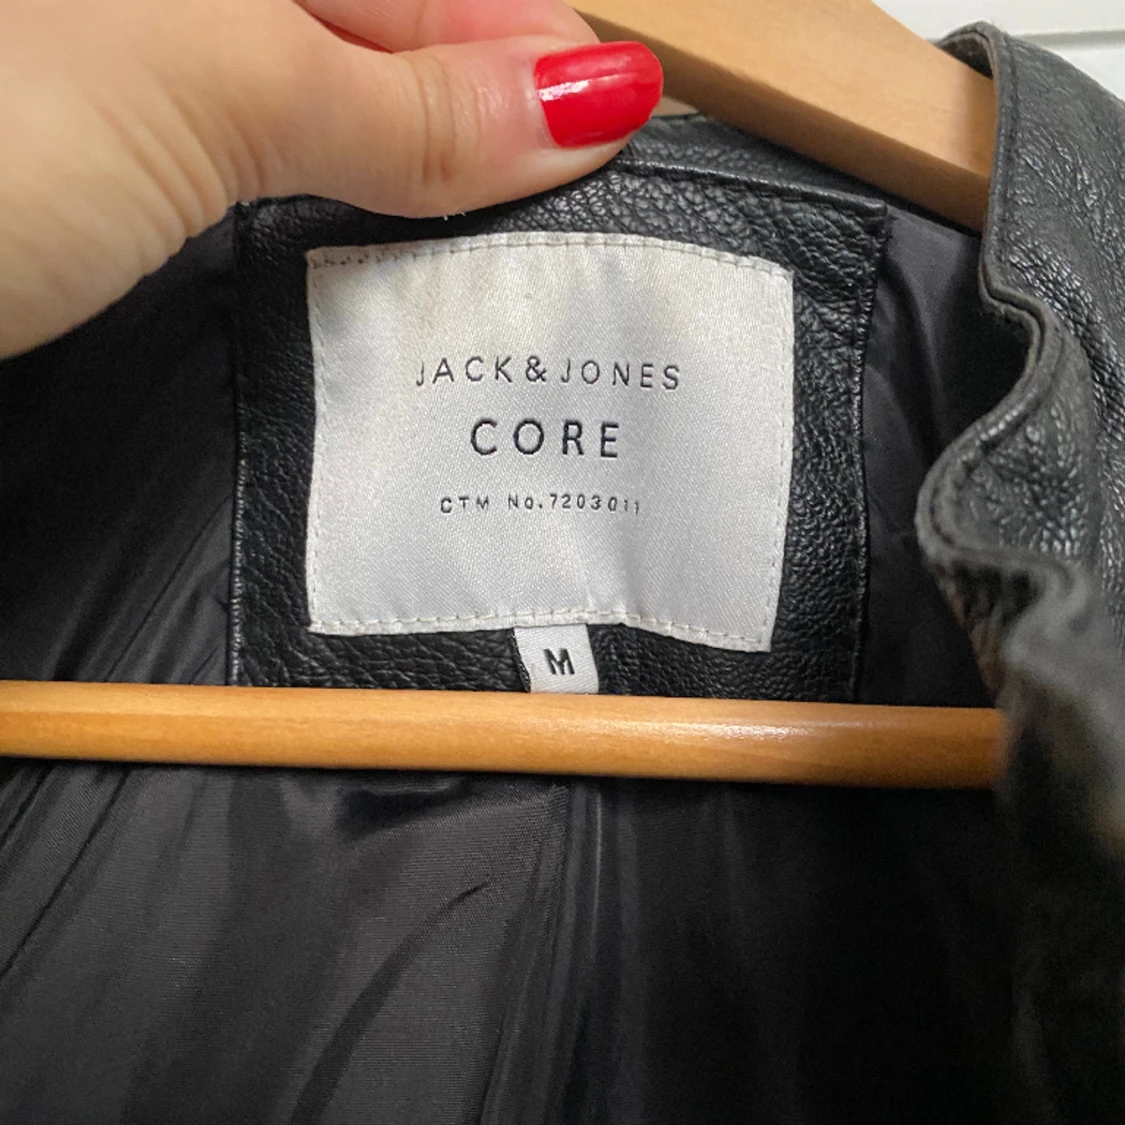 JACK&JONES
CORE
CTM No.7203011
M